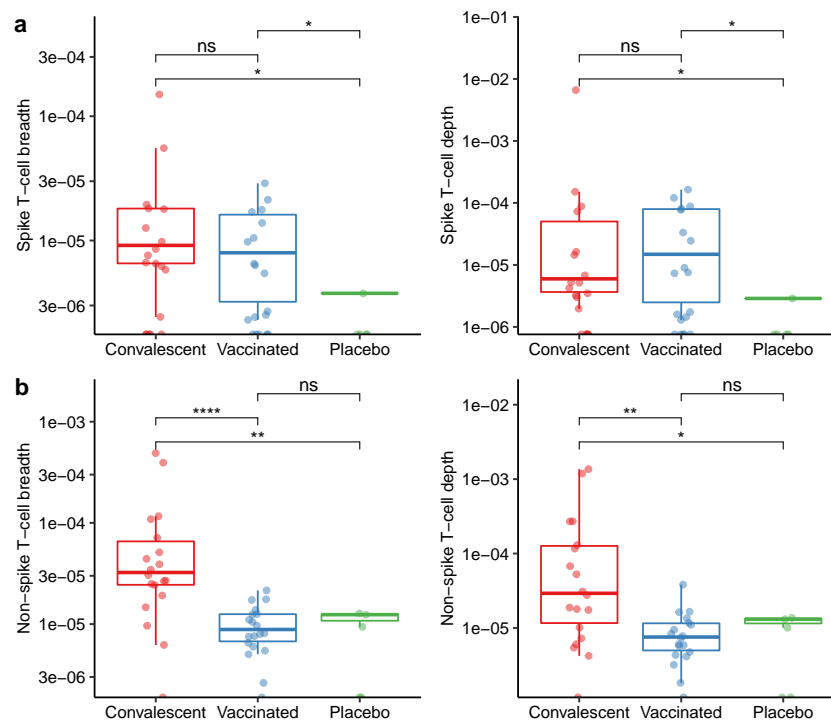 a
Spike T−cell breadth
3e−04
1e−04
3e−05
1e−05
3e−06
ns
*
*
Convalescent Vaccinated Placebo
Spike T−cell depth
1e−01
1e−02
1e−03
1e−04
1e−05
1e−06
ns
*
*
Convalescent Vaccinated Placebo
b
Non−spike T−cell breadth
1e−03
3e−04
1e−04
3e−05
1e−05
3e−06
ns
****
**
Convalescent Vaccinated Placebo
Non−spike T−cell depth
1e−02
1e−03
1e−04
1e−05
ns
**
*
Convalescent Vaccinated Placebo